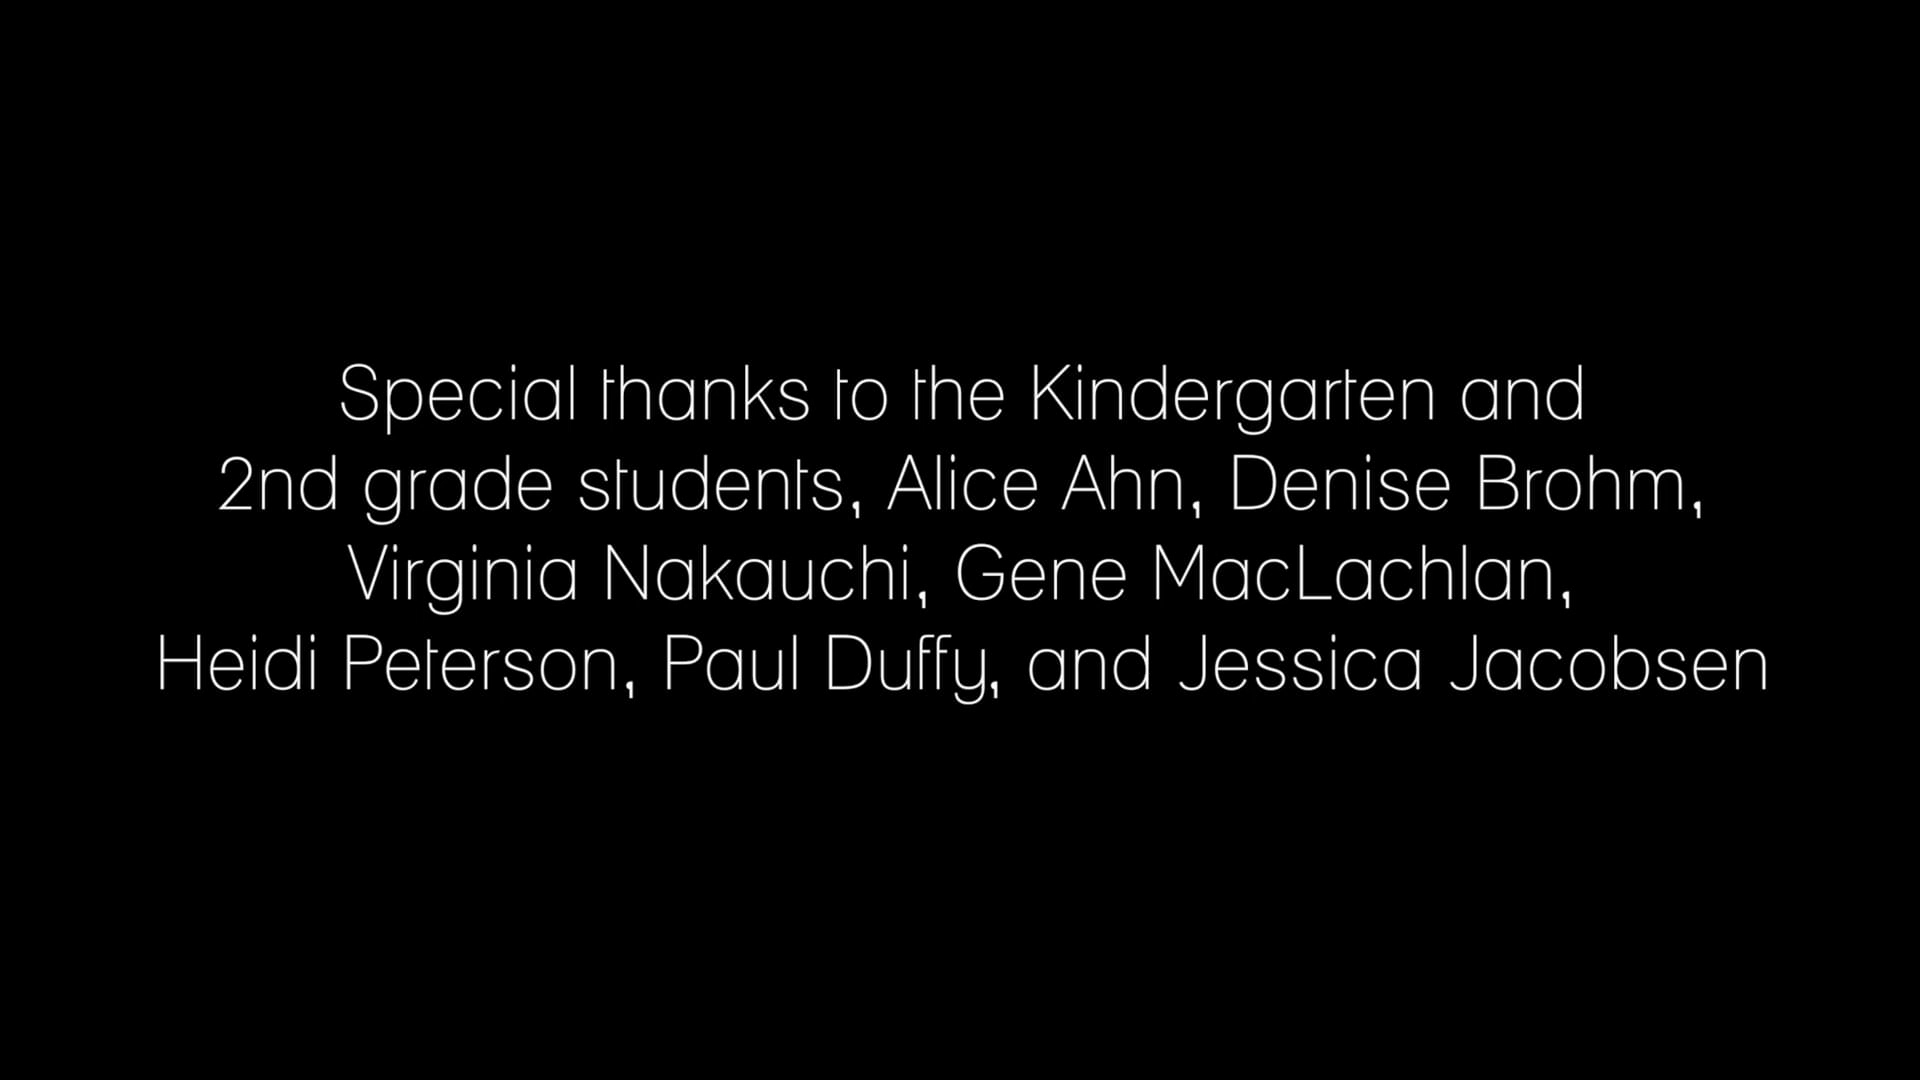 Special thanks to the Kindergarten and
2nd grade students, Alice Ahn, Denise Brohm,
Virginia Nakauchi, Gene MacLachlan,
Heidi Peterson, Paul Duffy, and Jessica Jacobsen